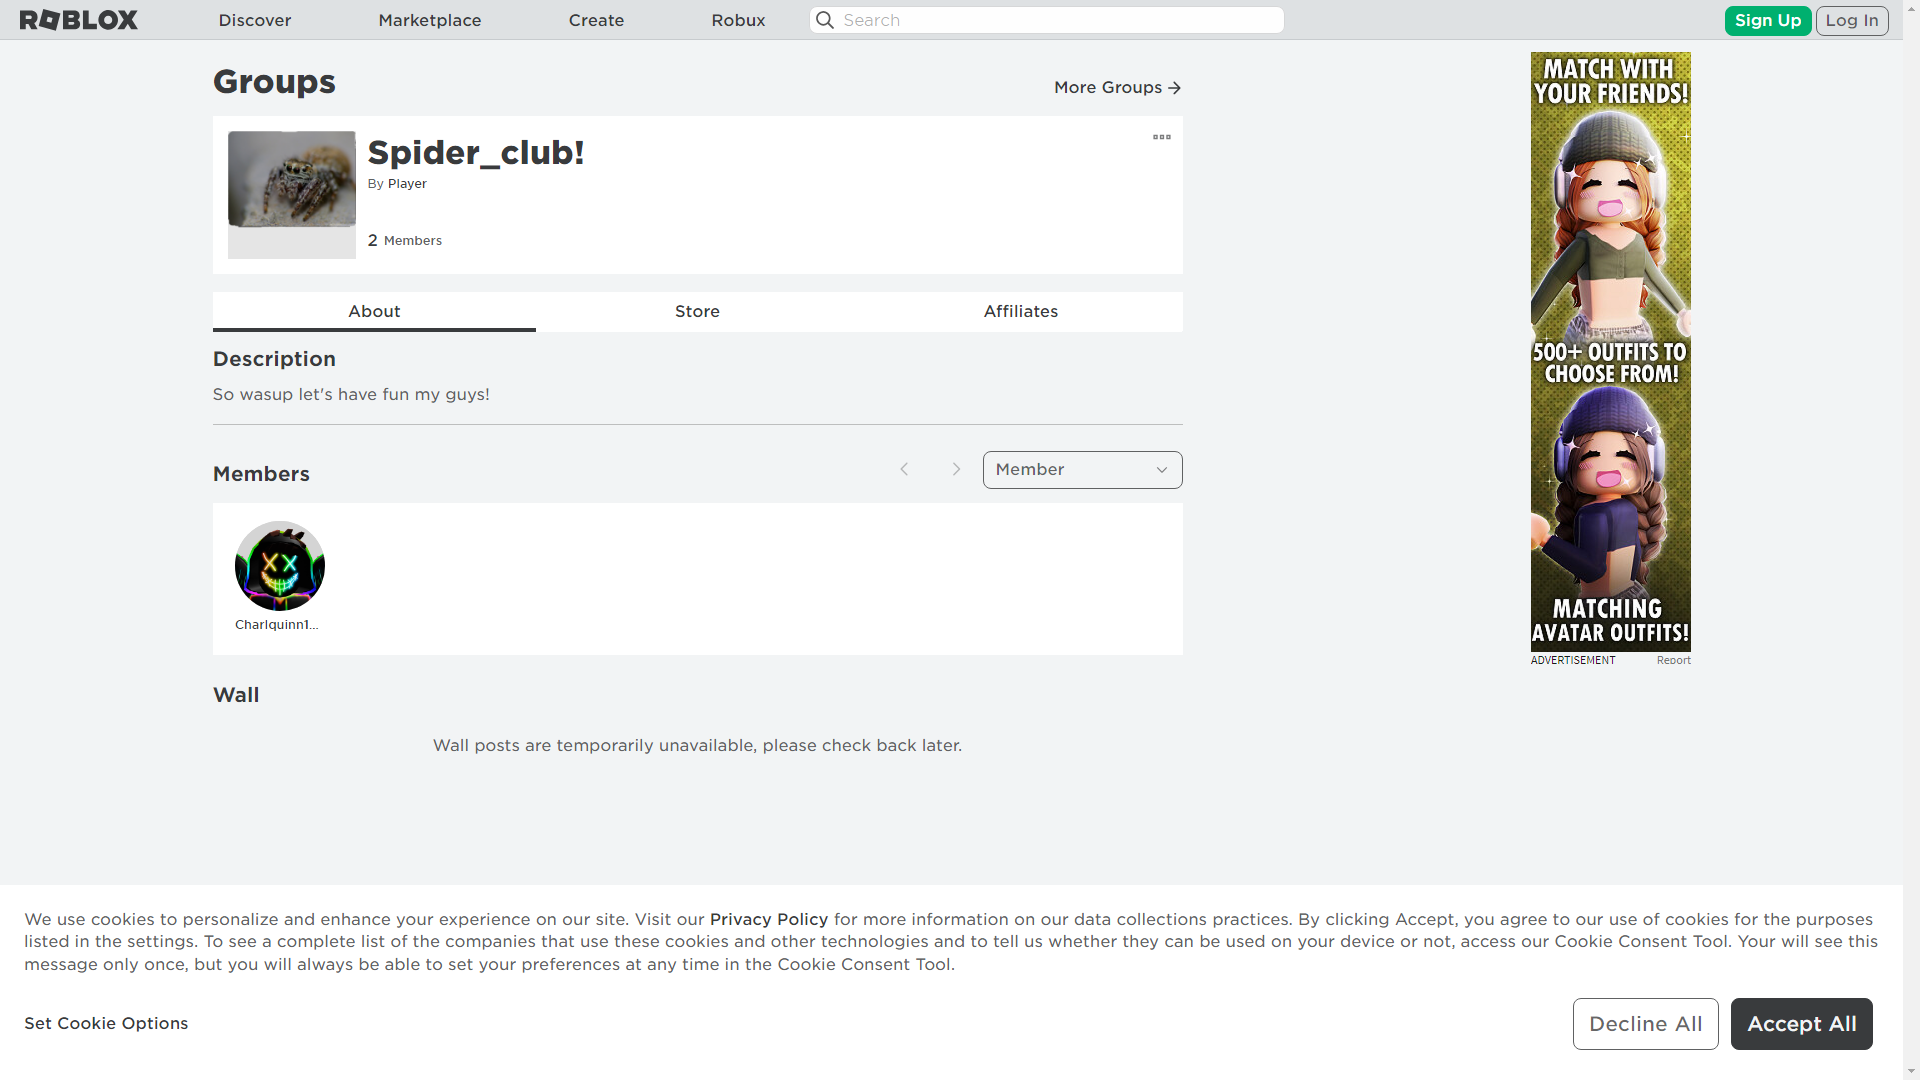 ROBLOX
Discover
Marketplace
Create
Robux
Search
Sign Up
Log In
Groups
More Groups
Spider_club!
By Player
2 Members
About
Store
Affiliates
Description
So wasup let's have fun my guys!
Members
Member
Charlquinn1...
Wall
Wall posts are temporarily unavailable, please check back later.
MATCH WITH
YOUR FRIENDS!
500+ OUTFITS TO
CHOOSE FROM!
MATCHING
AVATAR OUTFITS!
ADVERTISEMENT
Report
We use cookies to personalize and enhance your experience on our site. Visit our Privacy Policy for more information on our data collections practices. By clicking Accept, you agree to our use of cookies for the purposes
listed in the settings. To see a complete list of the companies that use these cookies and other technologies and to tell us whether they can be used on your device or not, access our Cookie Consent Tool. Your will see this
message only once, but you will always be able to set your preferences at any time in the Cookie Consent Tool.
Set Cookie Options
Decline All
Accept All